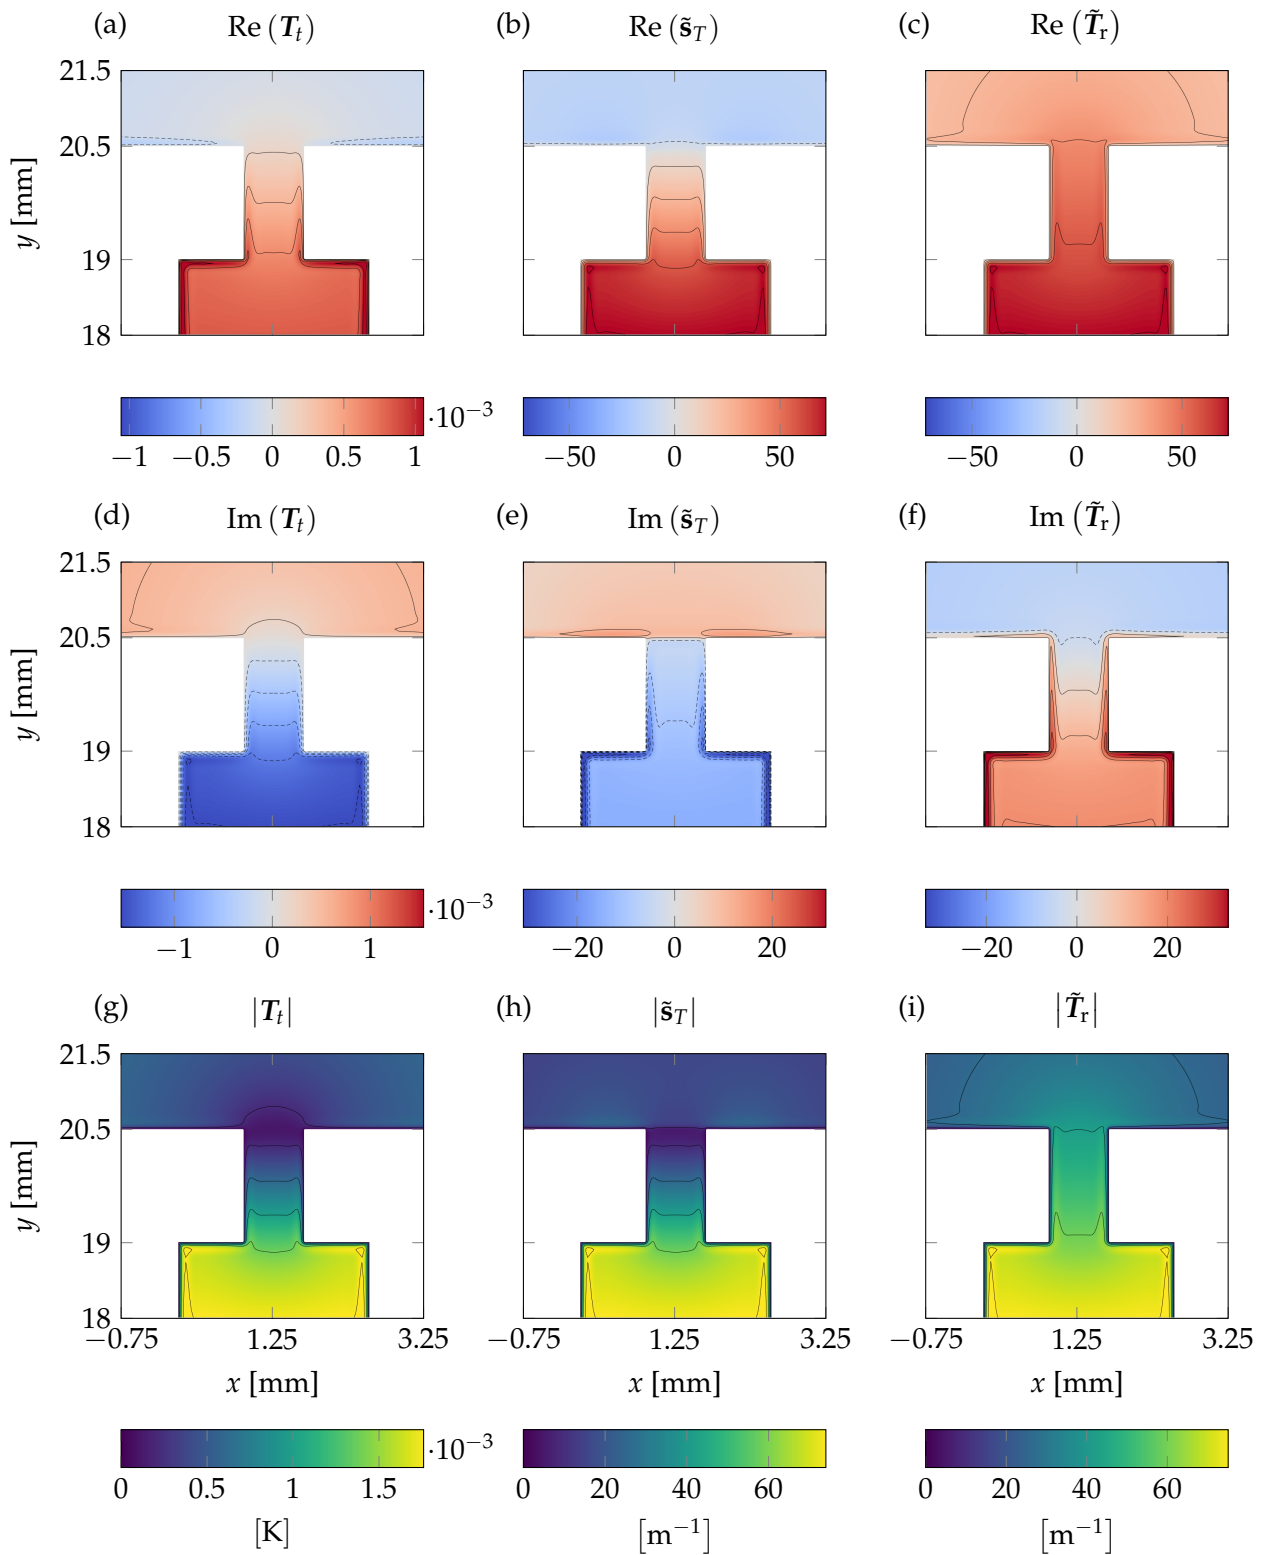 (a) Re (T_t) (b) Re (s̃_T) (c) Re (T̃_r)
21.5
20.5
y [mm]
19
18
−1 −0.5 0 0.5 1 ·10^−3 −50 0 50 −50 0 50
(d) Im (T_t) (e) Im (s̃_T) (f) Im (T̃_r)
21.5
20.5
y [mm]
19
18
−1 0 1 ·10^−3 −20 0 20 −20 0 20
(g) |T_t| (h) |s̃_T| (i) |T̃_r|
21.5
20.5
y [mm]
19
18
−0.75 1.25 3.25 1.25 3.25 −0.75 1.25 3.25
x [mm] x [mm] x [mm]
0 0.5 1 1.5 ·10^−3 0 20 40 60 0 20 40 60
[K] [m^−1] [m^−1]